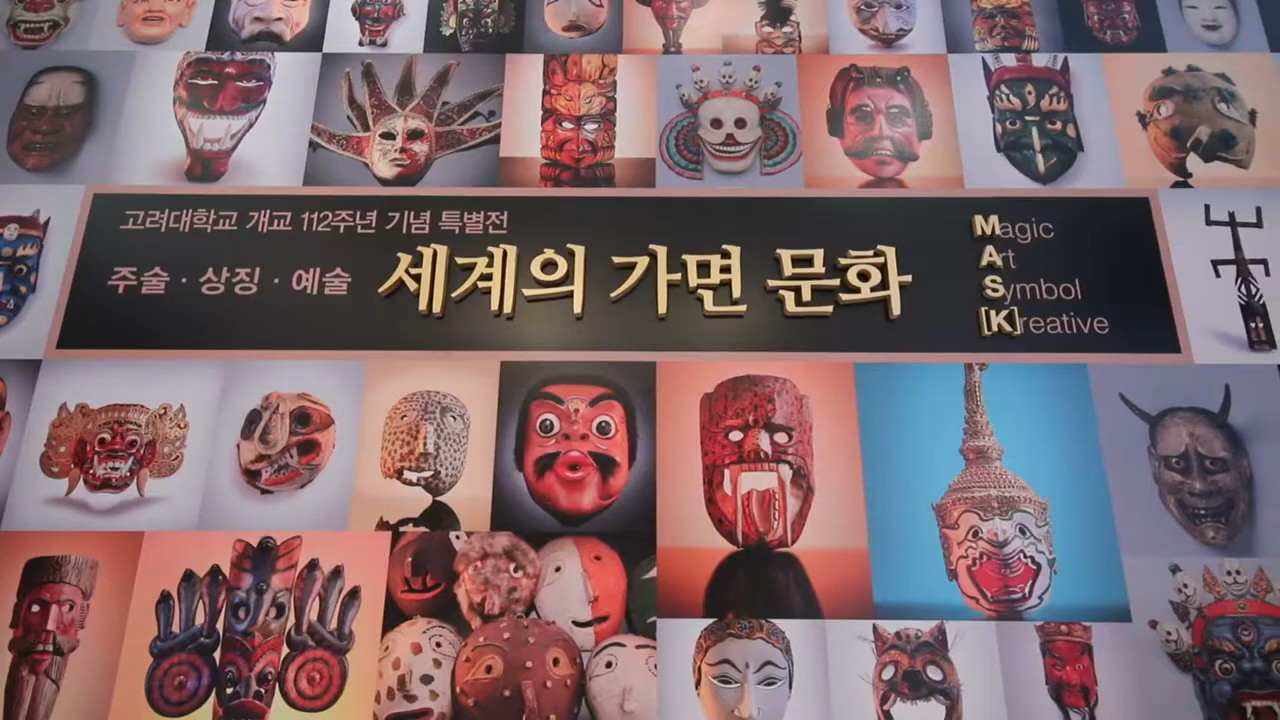 고려대학교 개교 112주년 기념 특별전
주술 · 상징 · 예술 세계의 가면 문화
Magic
Art
Symbol
[K]reative